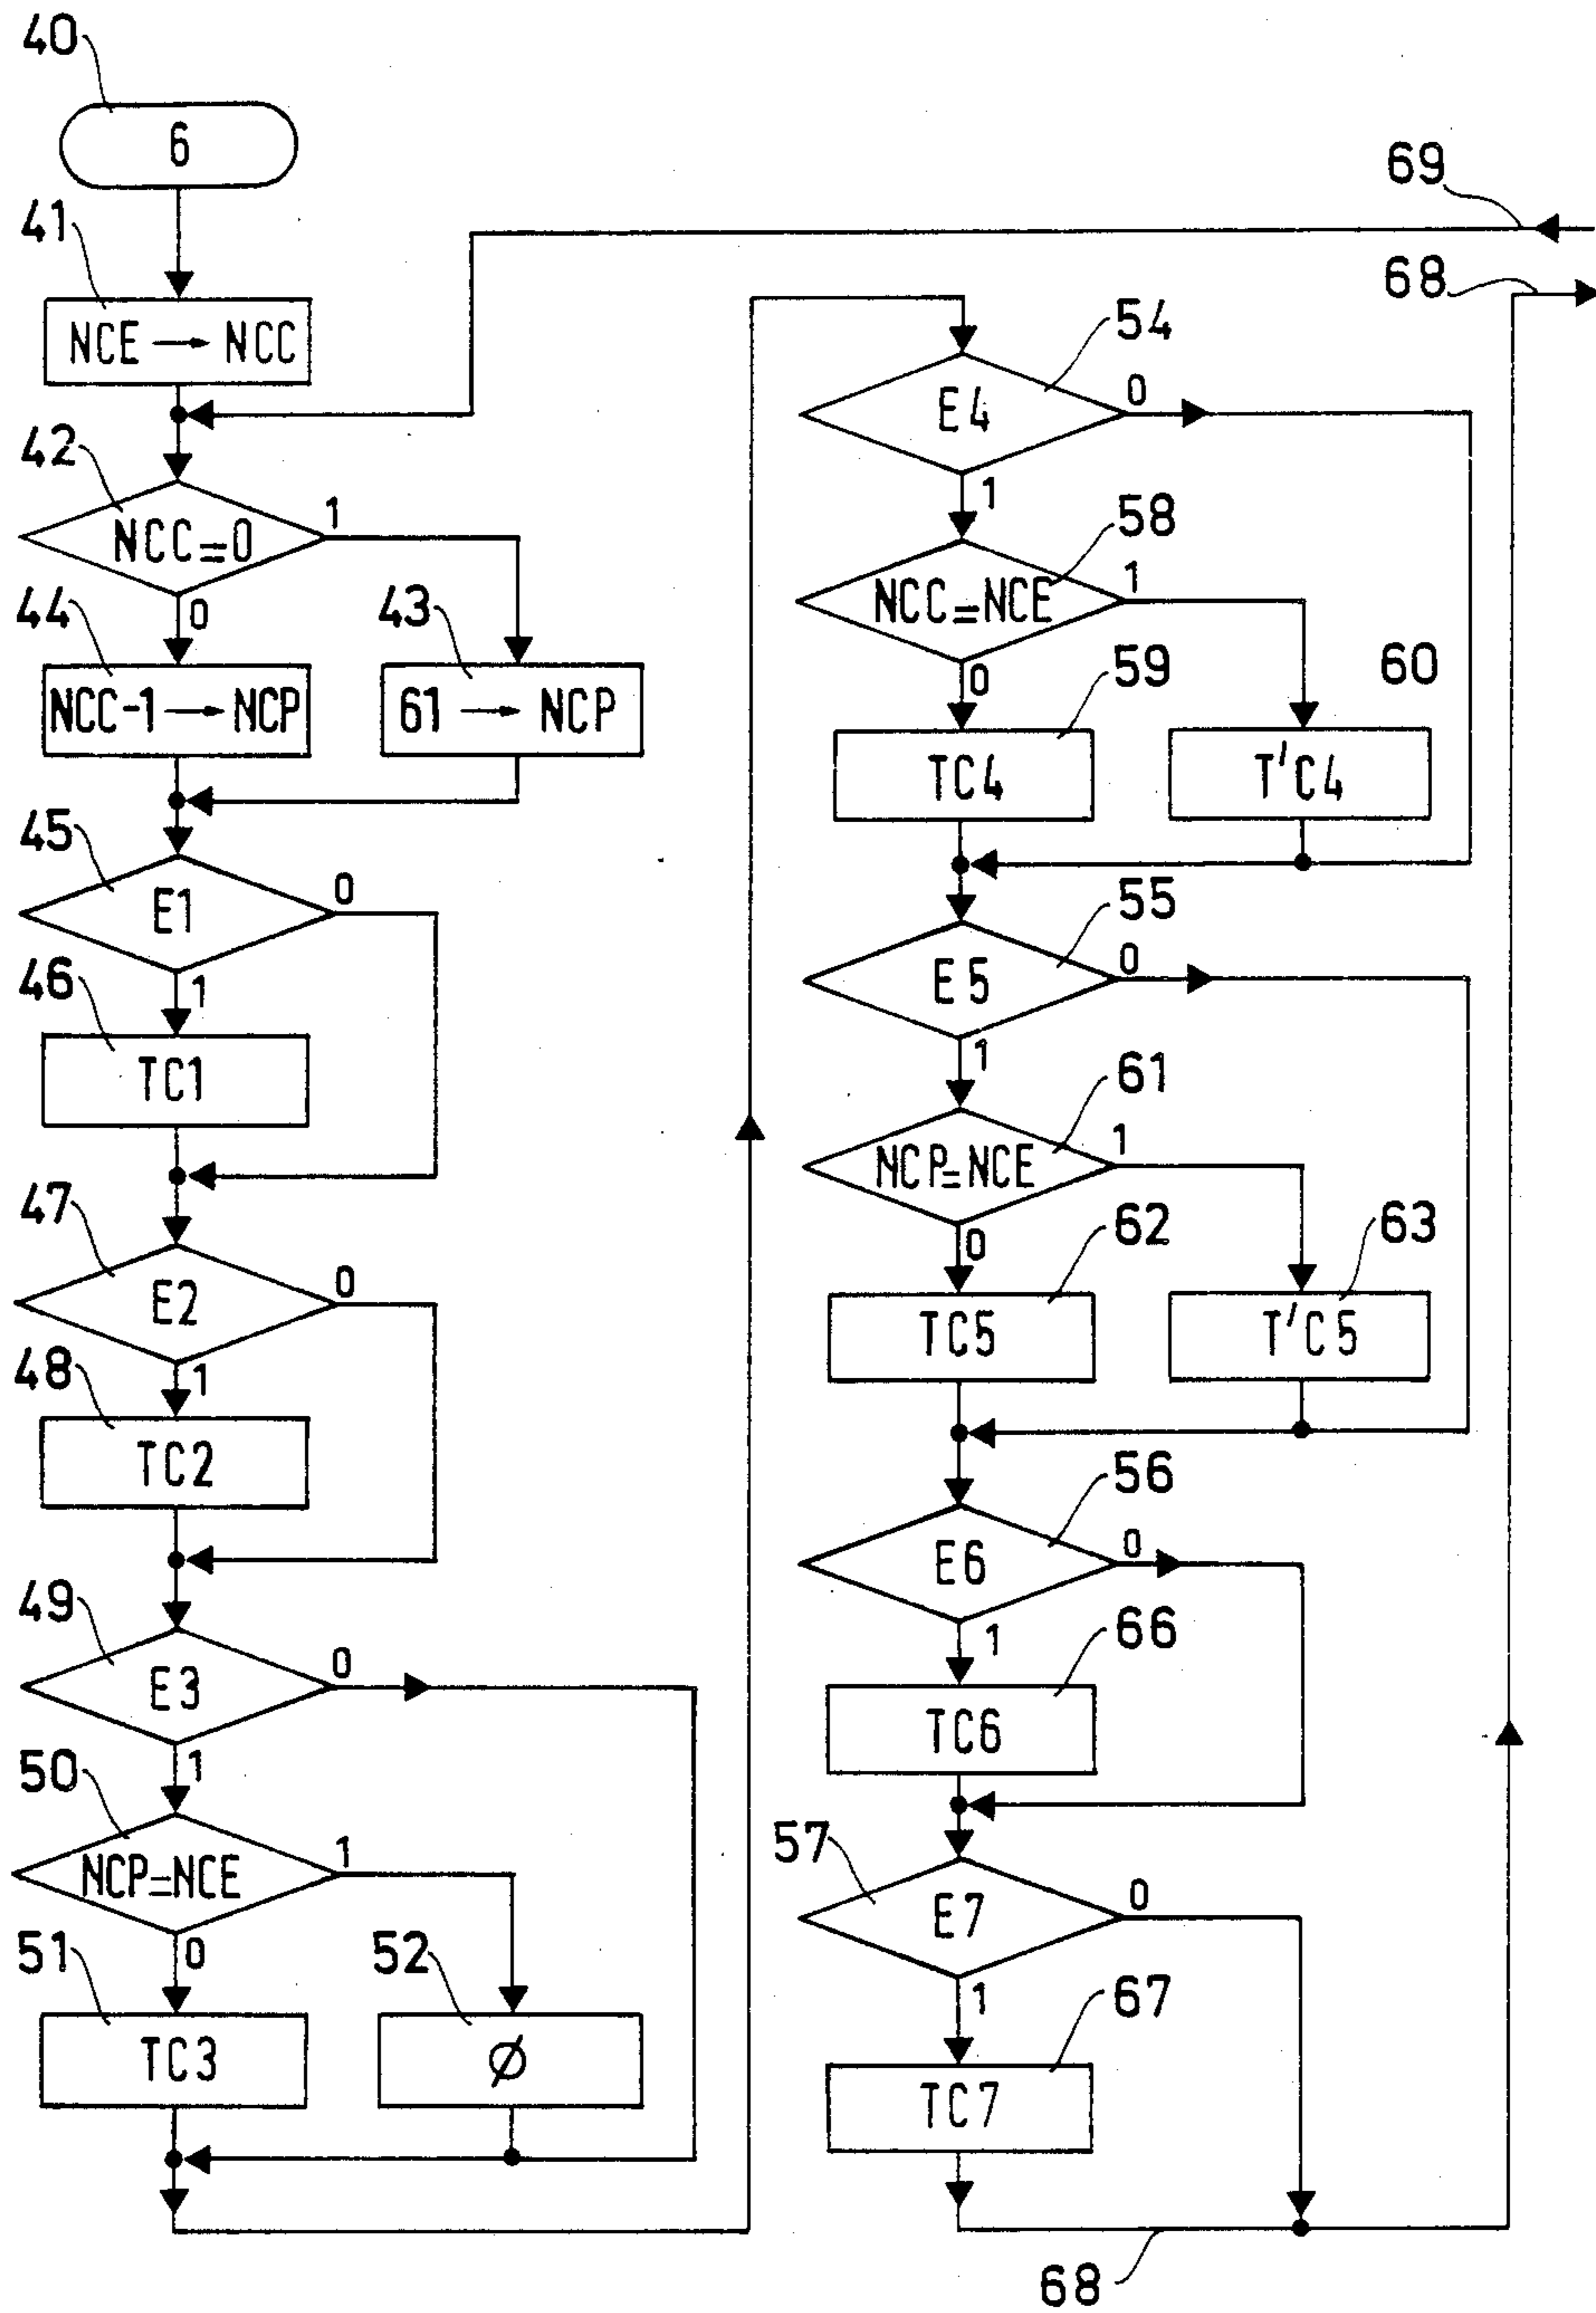 40
6
41
NCE → NCC
42
NCC=0
1
0
44
NCC-1 → NCP
43
61 → NCP
45
E1
0
1
46
TC1
47
E2
0
1
48
TC2
49
E3
0
1
50
NCP=NCE
1
0
51
TC3
52
Ø
69
68
54
E4
0
1
58
NCC=NCE
1
0
59
TC4
60
T'C4
55
E5
0
1
61
NCP=NCE
1
0
62
TC5
63
T'C5
56
E6
0
1
66
TC6
57
E7
0
1
67
TC7
68